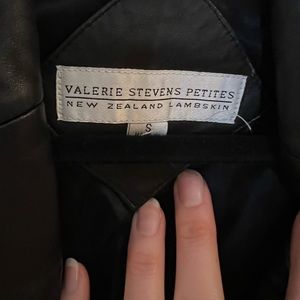 VALERIE STEVENS PETITES
NEW ZEALAND LAMBSKIN
S